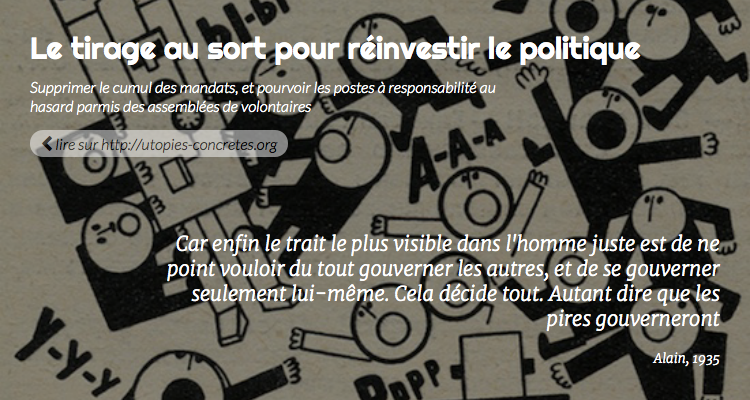 Le tirage au sort pour réinvestir le politique
Supprimer le cumul des mandats, et pourvoir les postes à responsabilité au
hasard parmis des assemblées de volontaires
lire sur http://utopies-concretes.org
BI-BI-
A-A-A
Car enfin le trait le plus visible dans l'homme juste est de ne
point vouloir du tout gouverner les autres, et de se gouverner
seulement lui-même. Cela décide tout. Autant dire que les
pires gouverneront
Alain, 1935
Y-Y-Y